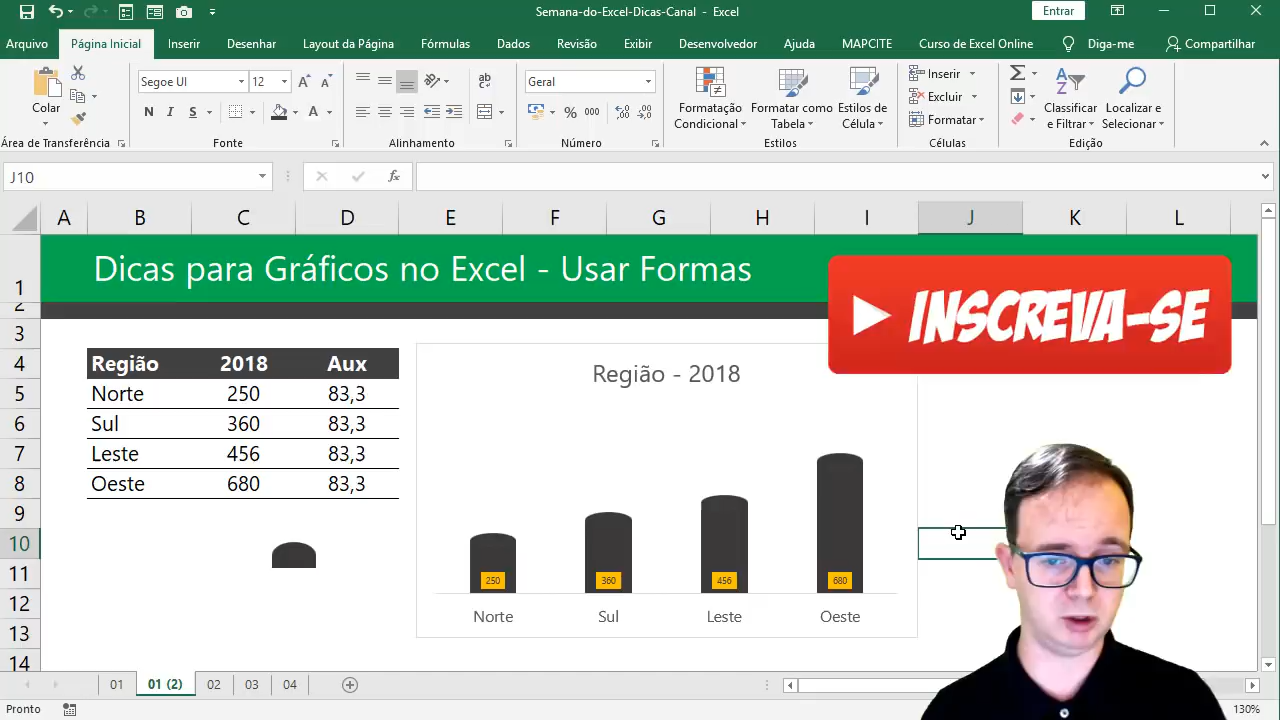 Semana-do-Excel-Dicas-Canal - Excel
Entrar
Arquivo Página Inicial Inserir Desenhar Layout da Página Fórmulas Dados Revisão Exibir Desenvolvedor Ajuda MAPCITE Curso de Excel Online Diga-me Compartilhar
Colar
Área de Transferência
Segoe UI 12
N I S
Fonte
ab
Alinhamento
Geral
% 000
Número
Formatação Condicional
Formatar como Tabela
Estilos de Célula
Estilos
Inserir
Excluir
Formatar
Células
Classificar e Filtrar
Localizar e Selecionar
Edição
J10
fx
A B C D E F G H I J K L
1
2
3
4
5
6
7
8
9
10
11
12
13
14
Dicas para Gráficos no Excel - Usar Formas
INSCREVA-SE
Região 2018 Aux
Norte 250 83,3
Sul 360 83,3
Leste 456 83,3
Oeste 680 83,3
Região - 2018
250 360 456 680
Norte Sul Leste Oeste
01 01 (2) 02 03 04
Pronto
130%